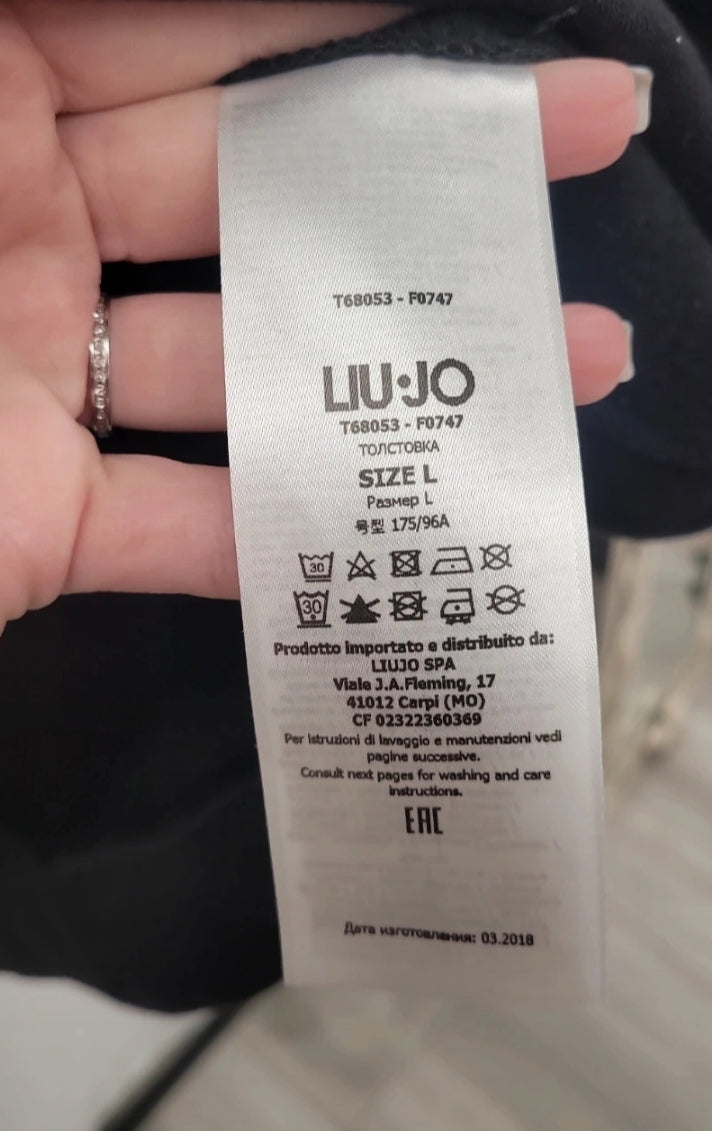 T68053 - F0747
LIU·JO
T68053 - F0747
ТОЛСТОВКА
SIZE L
Размер L
号型 175/96A
30
30
Prodotto importato e distribuito da:
LIUJO SPA
Viale J.A.Fleming, 17
41012 Carpi (MO)
CF 02322360369
Per istruzioni di lavaggio e manutenzioni vedi
pagine successive.
Consult next pages for washing and care
instructions.
EAC
Дата изготовления: 03.2018